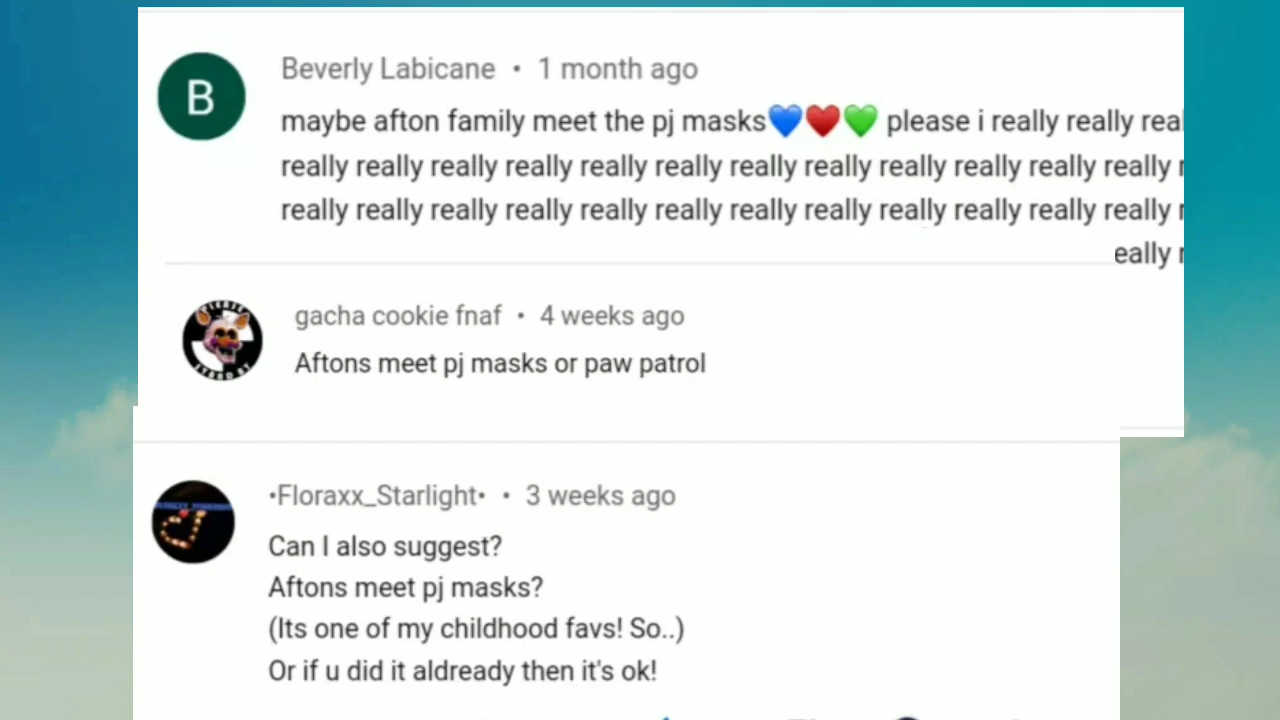 B
Beverly Labicane • 1 month ago
maybe afton family meet the pj masks💙❤️💚 please i really really
really really really really really really really really really really really really
really really really really really really really really really really really really
gacha cookie fnaf • 4 weeks ago
Aftons meet pj masks or paw patrol
•Floraxx_Starlight• • 3 weeks ago
Can I also suggest?
Aftons meet pj masks?
(Its one of my childhood favs! So..)
Or if u did it aldready then it's ok!